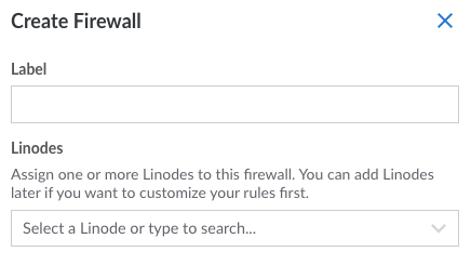 Create Firewall
Label
Linodes
Assign one or more Linodes to this firewall. You can add Linodes
later if you want to customize your rules first.
Select a Linode or type to search...